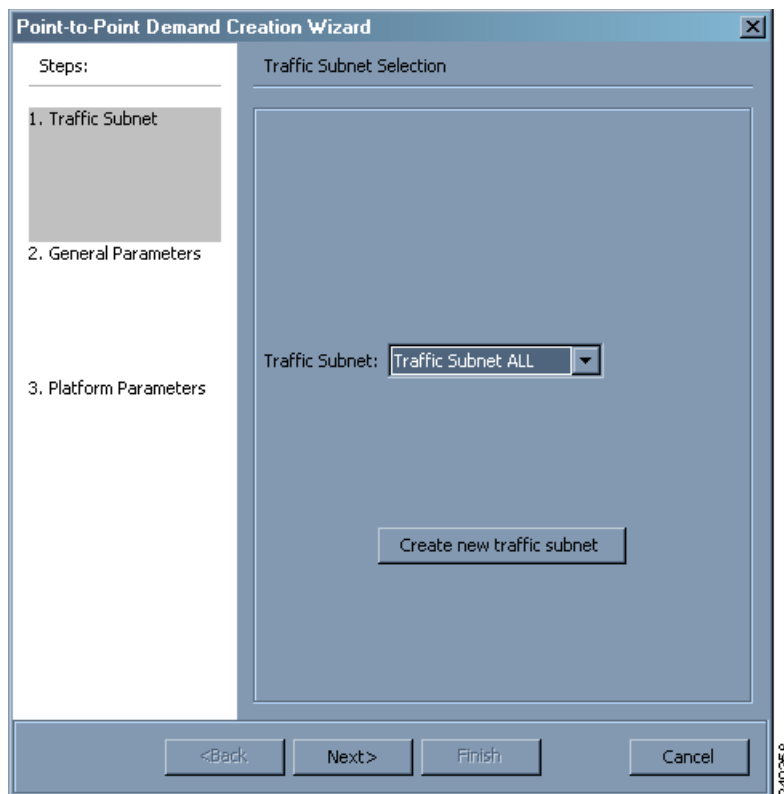 Point-to-Point Demand Creation Wizard
Steps:
Traffic Subnet Selection
1. Traffic Subnet
2. General Parameters
3. Platform Parameters
Traffic Subnet: Traffic Subnet ALL
Create new traffic subnet
<Back Next> Finish Cancel